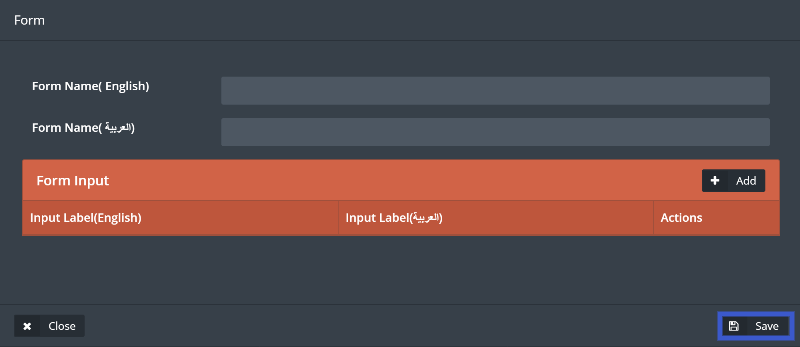 Form
Form Name( English)
Form Name( العربية)
Form Input
Add
Input Label(English) Input Label(العربية) Actions
Close Save